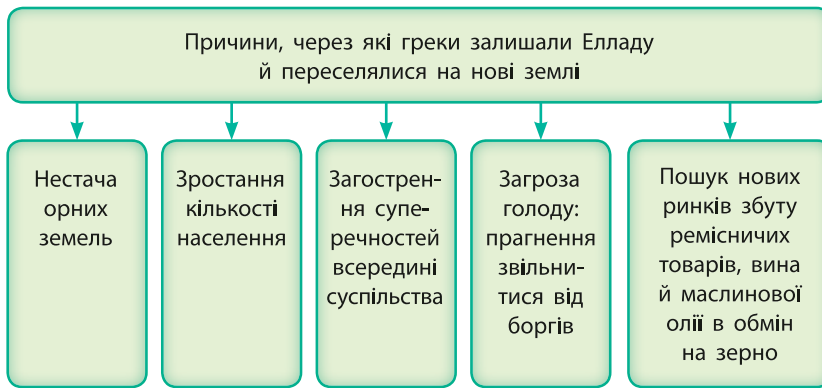 Причини, через які греки залишали Елладу
й переселялися на нові землі
Нестача
орних
земель
Зростання
кількості
населення
Загострен-
ня супе-
речностей
всередині
суспільства
Загроза
голоду:
прагнення
звільни-
тися від
боргів
Пошук нових
ринків збуту
ремісничих
товарів, вина
й маслинової
олії в обмін
на зерно